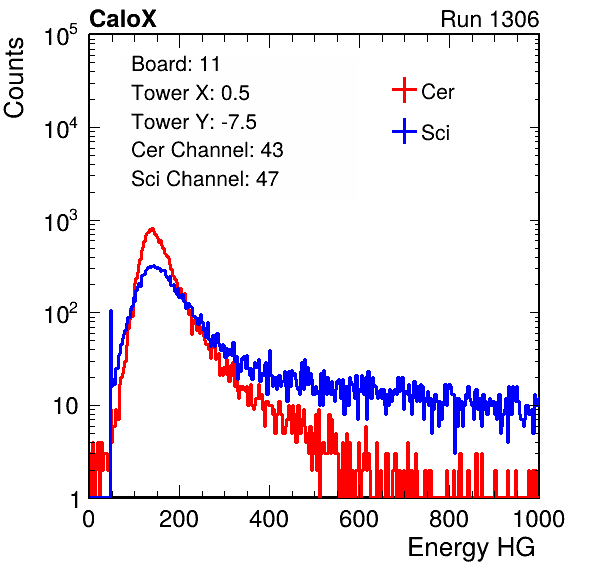 CaloX Run 1306
Counts
10^5
10^4
10^3
10^2
10
1
Board: 11
Tower X: 0.5
Tower Y: -7.5
Cer Channel: 43
Sci Channel: 47
Cer
Sci
0 200 400 600 800 1000
Energy HG